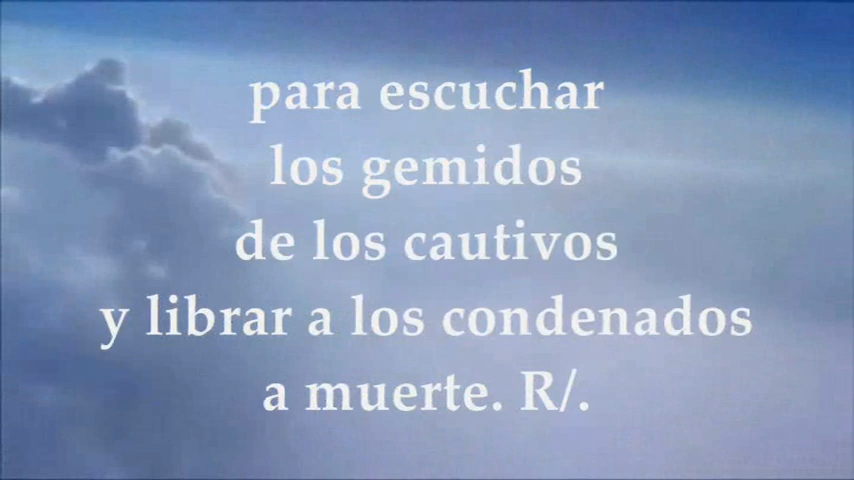 para escuchar
los gemidos
de los cautivos
y librar a los condenados
a muerte. R/.